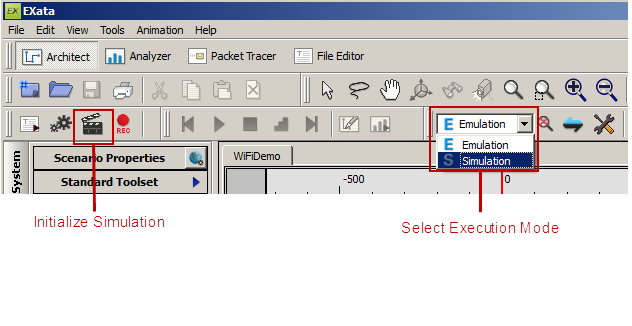 EX EXata
File Edit View Tools Animation Help
Architect Analyzer Packet Tracer File Editor
REC
E Emulation
E Emulation
S Simulation
System
Scenario Properties
Standard Toolset
WiFiDemo
-500 0
Initialize Simulation
Select Execution Mode